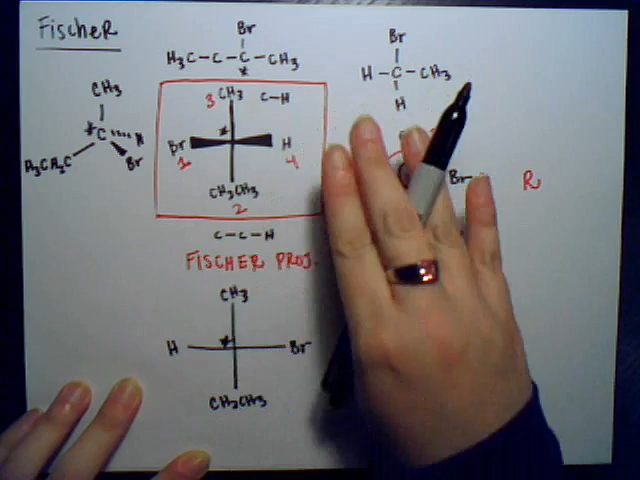 Fischer
Br
H3C-C-C-CH3
*
Br
H-C-CH3
H
CH3
*C H
Br
H3CH2C
3 CH3 C-H
*
Br H
1 4
CH2CH3
2
C-C-H
Br R
FISCHER PROJ.
CH3
*
H Br
CH2CH3